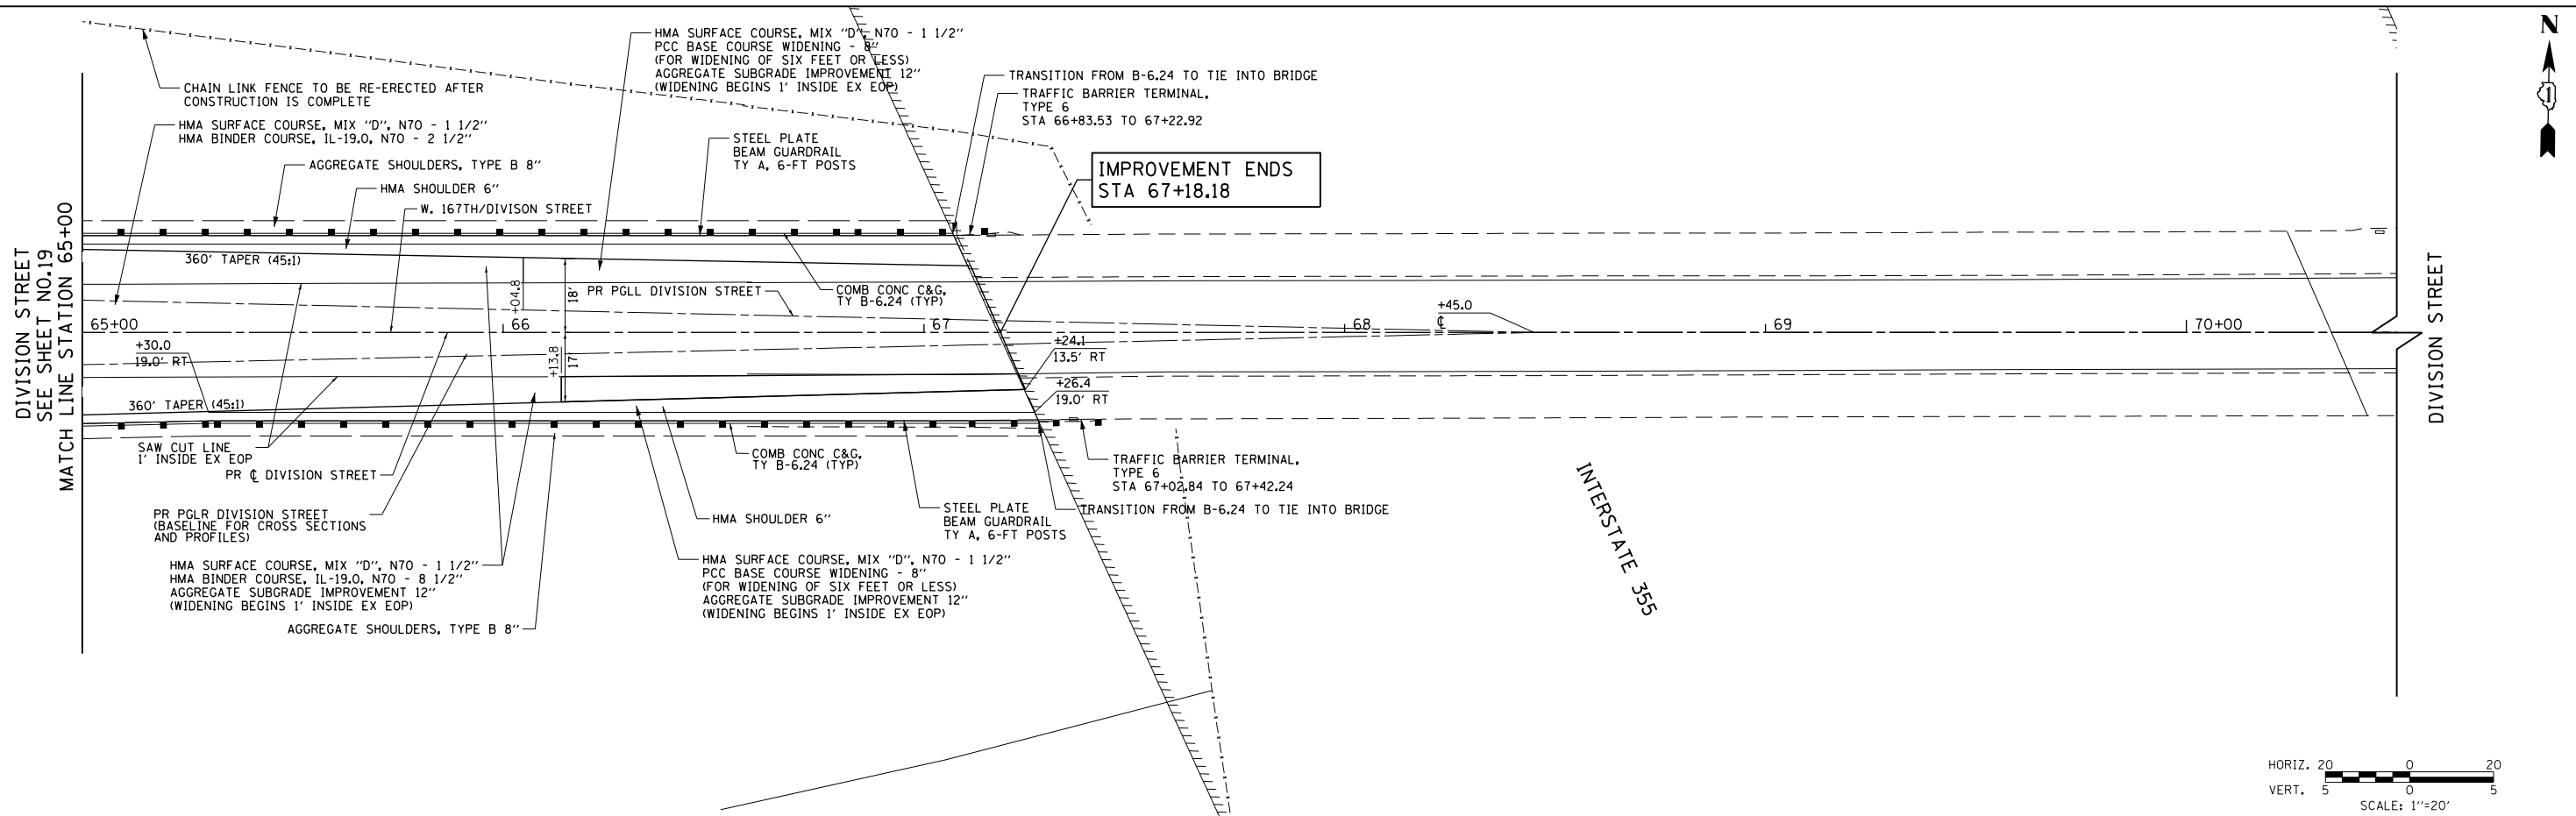 HMA SURFACE COURSE, MIX "D", N70 - 1 1/2"
PCC BASE COURSE WIDENING - 8"
(FOR WIDENING OF SIX FEET OR LESS)
AGGREGATE SUBGRADE IMPROVEMENT 12"
(WIDENING BEGINS 1' INSIDE EX EOP)
N
1
CHAIN LINK FENCE TO BE RE-ERECTED AFTER
CONSTRUCTION IS COMPLETE
TRANSITION FROM B-6.24 TO TIE INTO BRIDGE
TRAFFIC BARRIER TERMINAL,
TYPE 6
STA 66+83.53 TO 67+22.92
HMA SURFACE COURSE, MIX "D", N70 - 1 1/2"
HMA BINDER COURSE, IL-19.0, N70 - 2 1/2"
STEEL PLATE
BEAM GUARDRAIL
TY A, 6-FT POSTS
AGGREGATE SHOULDERS, TYPE B 8"
HMA SHOULDER 6"
W. 167TH/DIVISON STREET
IMPROVEMENT ENDS
STA 67+18.18
DIVISION STREET
SEE SHEET NO.19
MATCH LINE STATION 65+00
360' TAPER (45:1)
+04.8
18'
PR PGLL DIVISION STREET
COMB CONC C&G,
TY B-6.24 (TYP)
65+00
66
67
68
69
70+00
+45.0
℄
DIVISION STREET
+30.0
19.0' RT
+13.8
17'
+24.1
13.5' RT
+26.4
19.0' RT
360' TAPER (45:1)
SAW CUT LINE
1' INSIDE EX EOP
PR ℄ DIVISION STREET
COMB CONC C&G,
TY B-6.24 (TYP)
TRAFFIC BARRIER TERMINAL,
TYPE 6
STA 67+02.84 TO 67+42.24
TRANSITION FROM B-6.24 TO TIE INTO BRIDGE
INTERSTATE 355
PR PGLR DIVISION STREET
(BASELINE FOR CROSS SECTIONS
AND PROFILES)
HMA SHOULDER 6"
STEEL PLATE
BEAM GUARDRAIL
TY A, 6-FT POSTS
HMA SURFACE COURSE, MIX "D", N70 - 1 1/2"
HMA BINDER COURSE, IL-19.0, N70 - 8 1/2"
AGGREGATE SUBGRADE IMPROVEMENT 12"
(WIDENING BEGINS 1' INSIDE EX EOP)
HMA SURFACE COURSE, MIX "D", N70 - 1 1/2"
PCC BASE COURSE WIDENING - 8"
(FOR WIDENING OF SIX FEET OR LESS)
AGGREGATE SUBGRADE IMPROVEMENT 12"
(WIDENING BEGINS 1' INSIDE EX EOP)
AGGREGATE SHOULDERS, TYPE B 8"
HORIZ. 20 0 20
VERT. 5 0 5
SCALE: 1"=20'